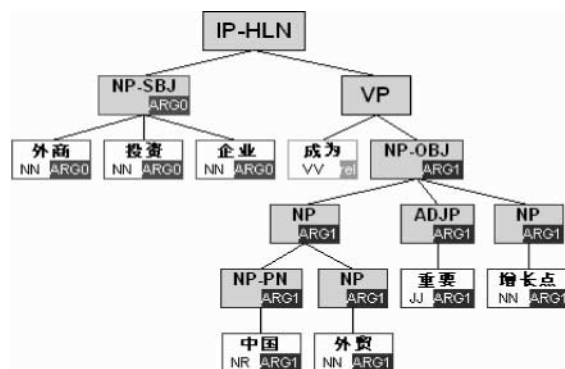 IP-HLN
NP-SBJ
ARG0
VP
外商
NN ARG0
投资
NN ARG0
企业
NN ARG0
成为
VV rel
NP-OBJ
ARG1
NP
ARG1
ADJP
ARG1
NP
ARG1
NP-PN
ARG1
NP
ARG1
重要
JJ ARG1
增长点
NN ARG1
中国
NR ARG1
外贸
NN ARG1